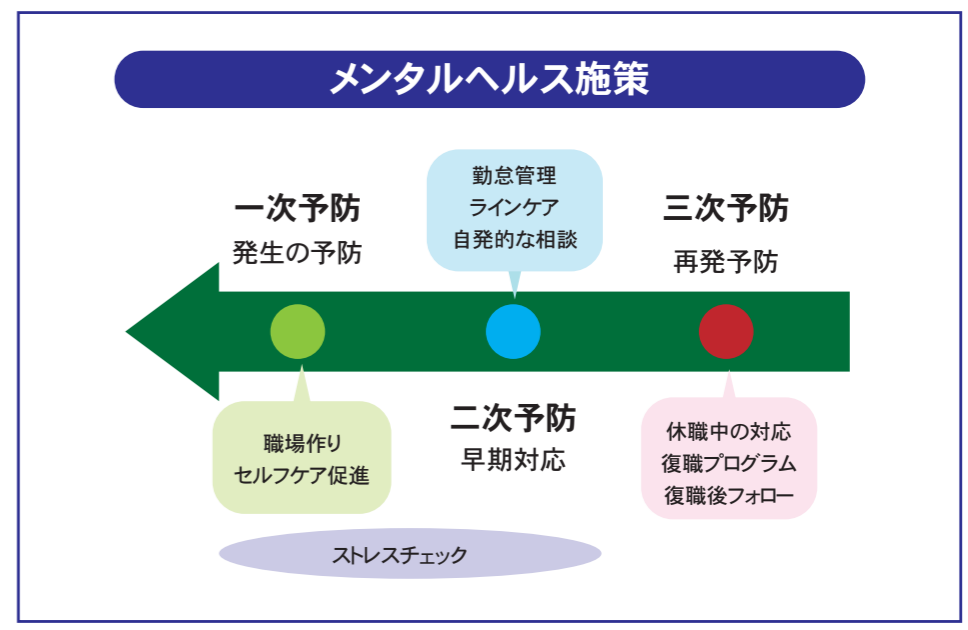 メンタルヘルス施策
一次予防
発生の予防
勤怠管理
ラインケア
自発的な相談
三次予防
再発予防
職場作り
セルフケア促進
二次予防
早期対応
休職中の対応
復職プログラム
復職後フォロー
ストレスチェック